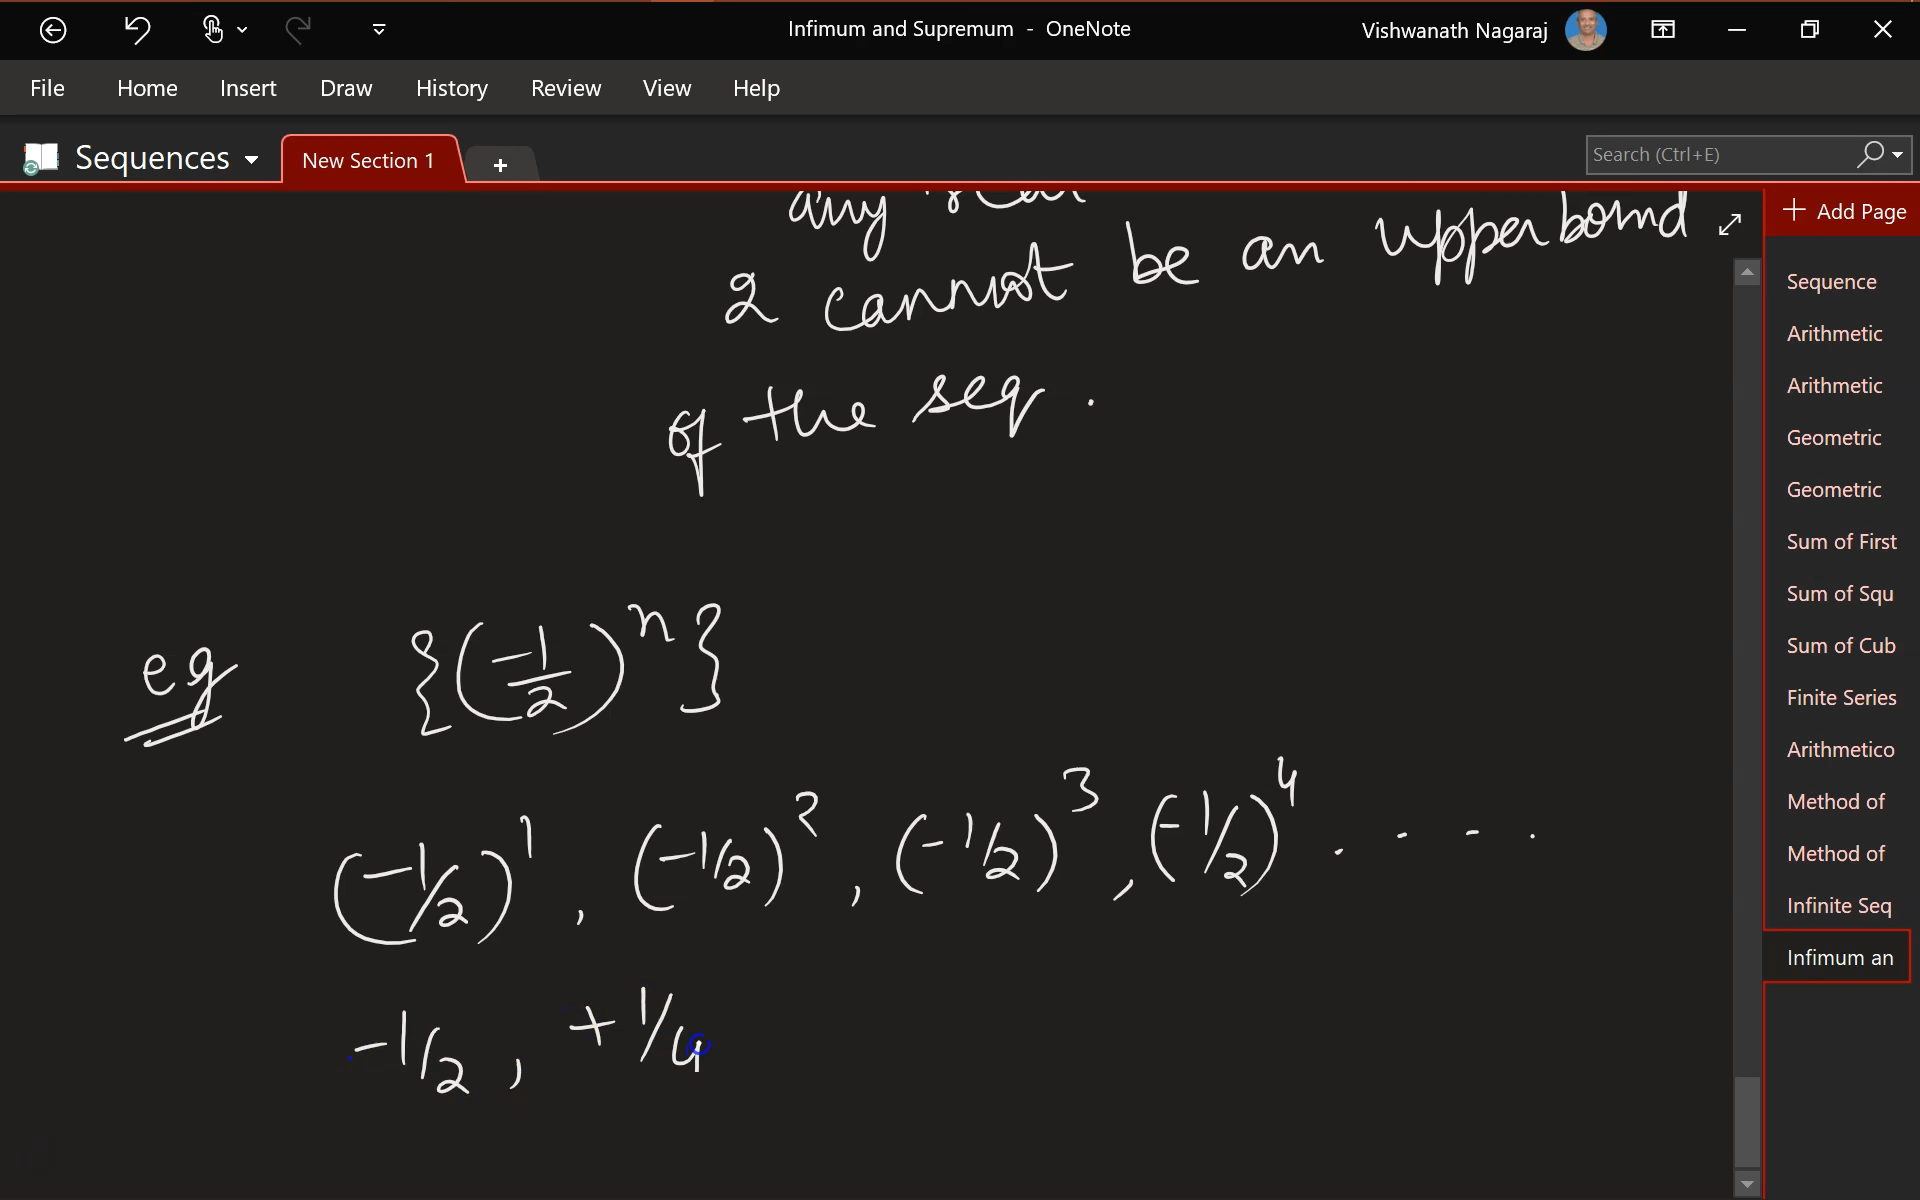 Infimum and Supremum - OneNote
Vishwanath Nagaraj
File Home Insert Draw History Review View Help
Sequences New Section 1 +
Search (Ctrl+E)
+ Add Page
Sequence
Arithmetic
Arithmetic
Geometric
Geometric
Sum of First
Sum of Squ
Sum of Cub
Finite Series
Arithmetico
Method of
Method of
Infinite Seq
Infimum an
any
2 cannot be an upperbound
of the seq.
eg {(-1/2)^n}
(-1/2)^1, (-1/2)^2, (-1/2)^3, (-1/2)^4 . . . .
-1/2, +1/4